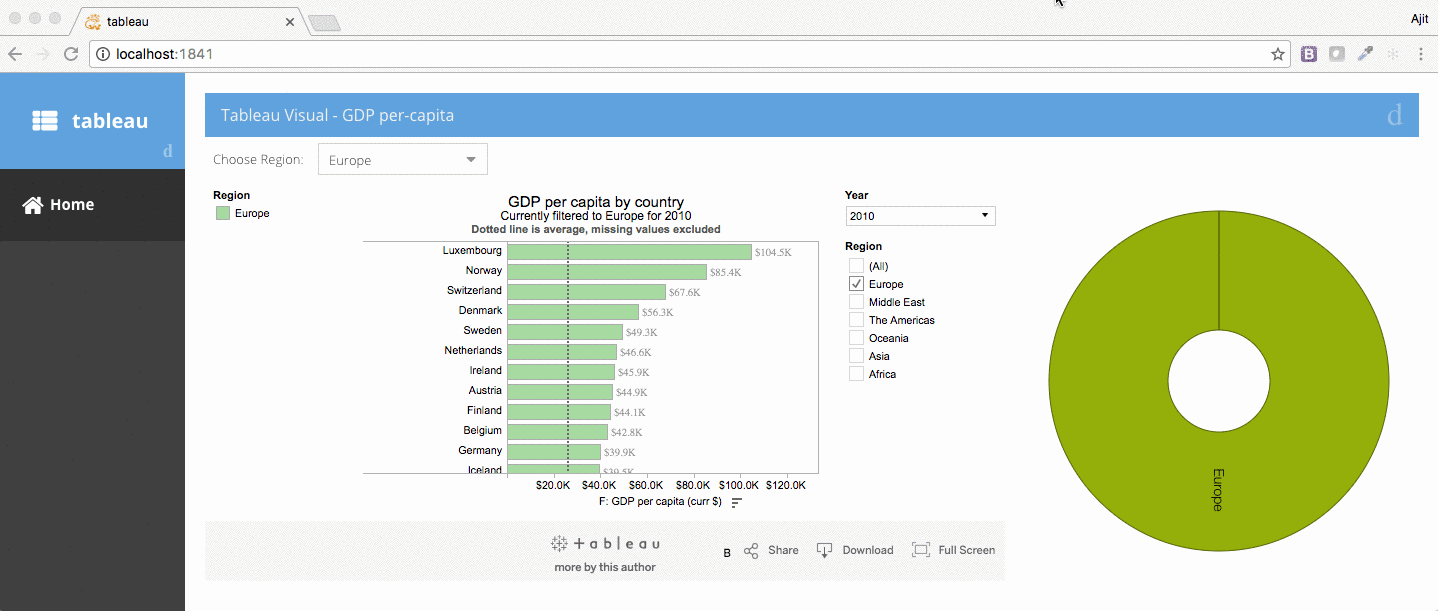 tableau
Ajit
localhost:1841
tableau
d
Home
Tableau Visual - GDP per-capita
d
Choose Region:
Europe
Region
Europe
GDP per capita by country
Currently filtered to Europe for 2010
Dotted line is average, missing values excluded
Luxembourg $104.5K
Norway $85.4K
Switzerland $67.6K
Denmark $56.3K
Sweden $49.3K
Netherlands $46.6K
Ireland $45.9K
Austria $44.9K
Finland $44.1K
Belgium $42.8K
Germany $39.9K
Iceland $39.5K
$20.0K $40.0K $60.0K $80.0K $100.0K $120.0K
F: GDP per capita (curr $)
Year
2010
Region
(All)
Europe
Middle East
The Americas
Oceania
Asia
Africa
Europe
+ a b | e a u
more by this author
B
Share
Download
Full Screen